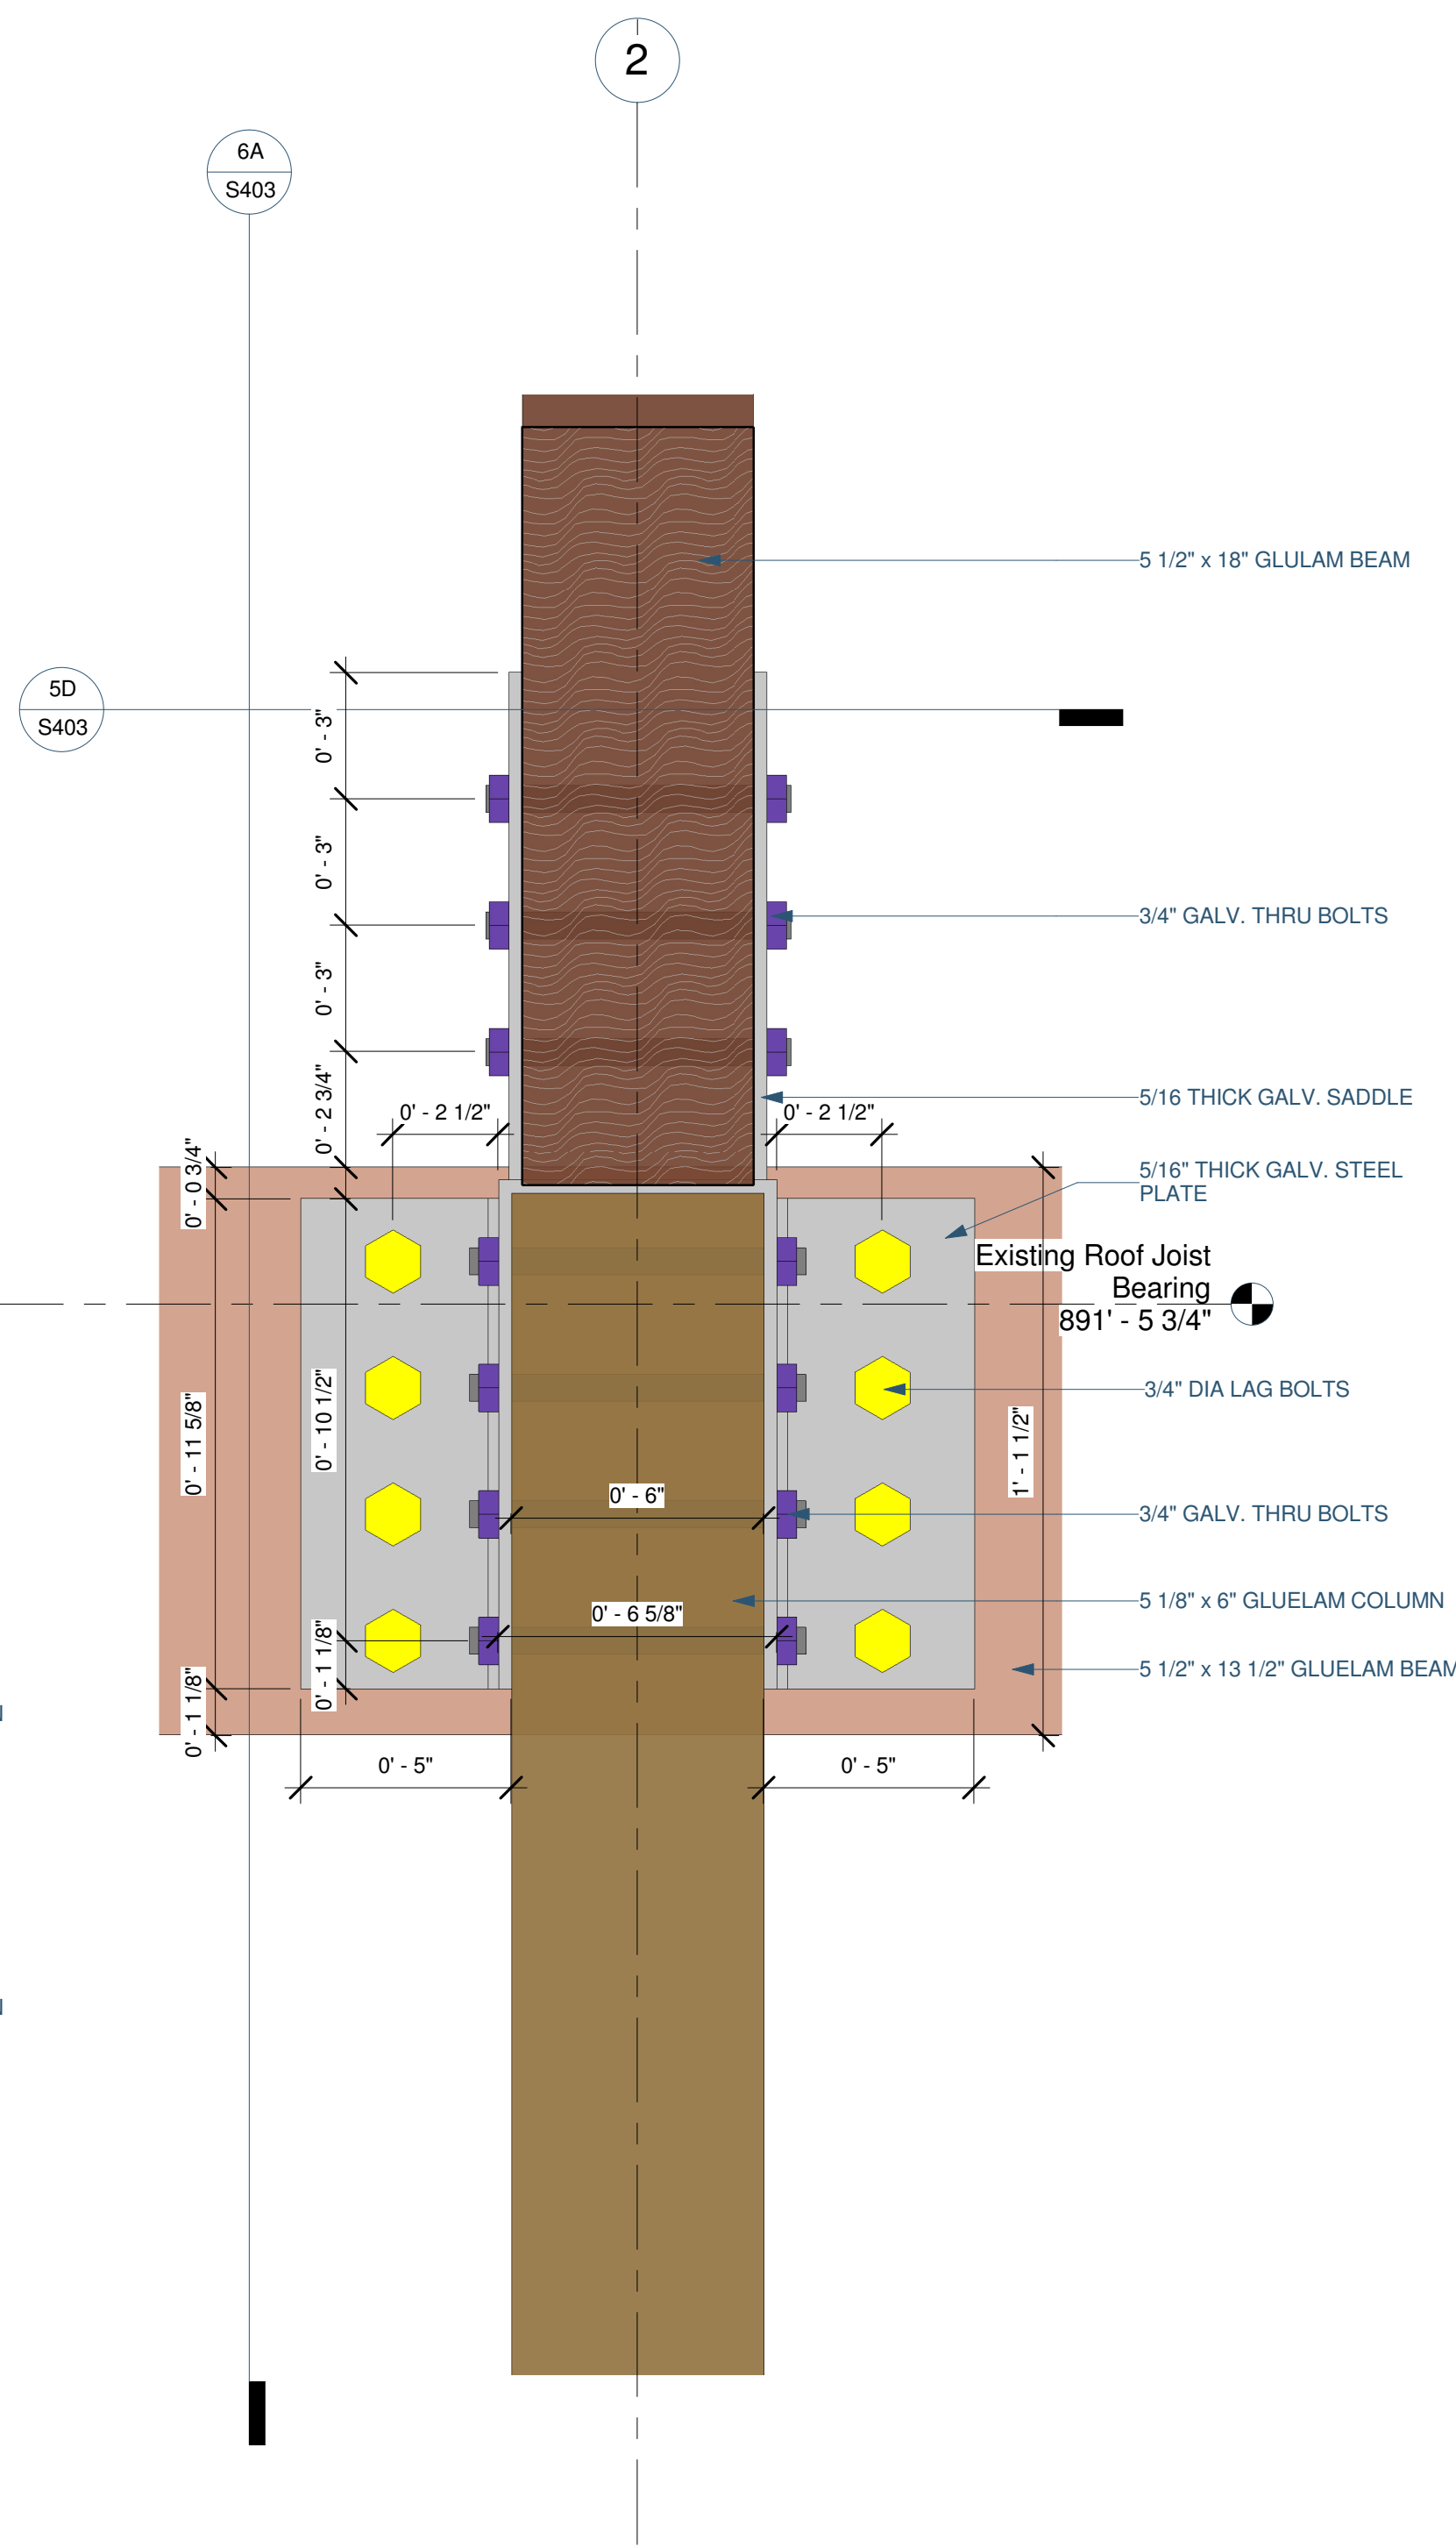 2
6A
S403
5 1/2" x 18" GLULAM BEAM
5D
S403
0' - 3"
0' - 3"
3/4" GALV. THRU BOLTS
0' - 3"
0' - 2 3/4"
0' - 2 1/2"
0' - 2 1/2"
5/16 THICK GALV. SADDLE
0' - 0 3/4"
5/16" THICK GALV. STEEL
PLATE
Existing Roof Joist
Bearing
891' - 5 3/4"
3/4" DIA LAG BOLTS
0' - 11 5/8"
0' - 10 1/2"
1' - 1 1/2"
0' - 6"
3/4" GALV. THRU BOLTS
0' - 6 5/8"
5 1/8" x 6" GLUELAM COLUMN
0' - 1 1/8"
5 1/2" x 13 1/2" GLUELAM BEAM
0' - 1 1/8"
0' - 5"
0' - 5"